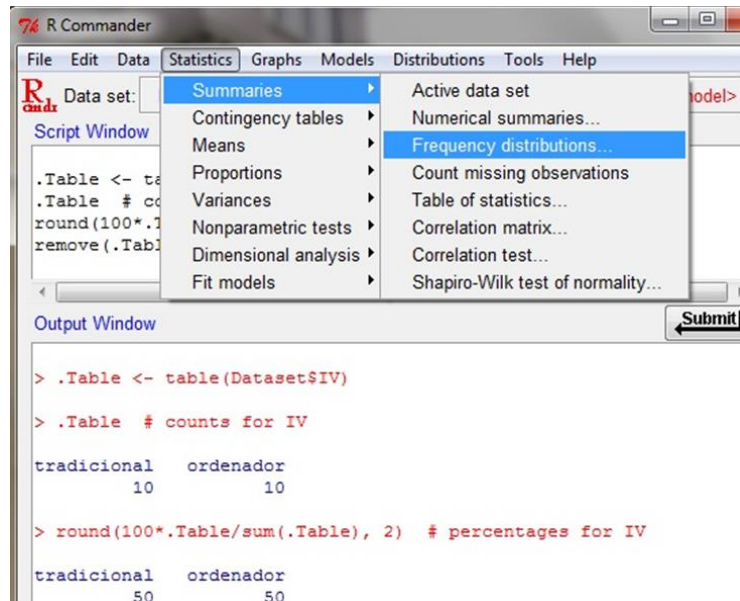 R Commander
File Edit Data Statistics Graphs Models Distributions Tools Help
Rcmdr Data set:
Summaries
Contingency tables
Means
Proportions
Variances
Nonparametric tests
Dimensional analysis
Fit models
Active data set
Numerical summaries...
Frequency distributions...
Count missing observations
Table of statistics...
Correlation matrix...
Correlation test...
Shapiro-Wilk test of normality...
model>
Script Window
.Table <- ta
.Table # co
round(100*.T
remove(.Tabl
Output Window
Submit
> .Table <- table(Dataset$IV)
> .Table # counts for IV
tradicional ordenador
10 10
> round(100*.Table/sum(.Table), 2) # percentages for IV
tradicional ordenador
50 50